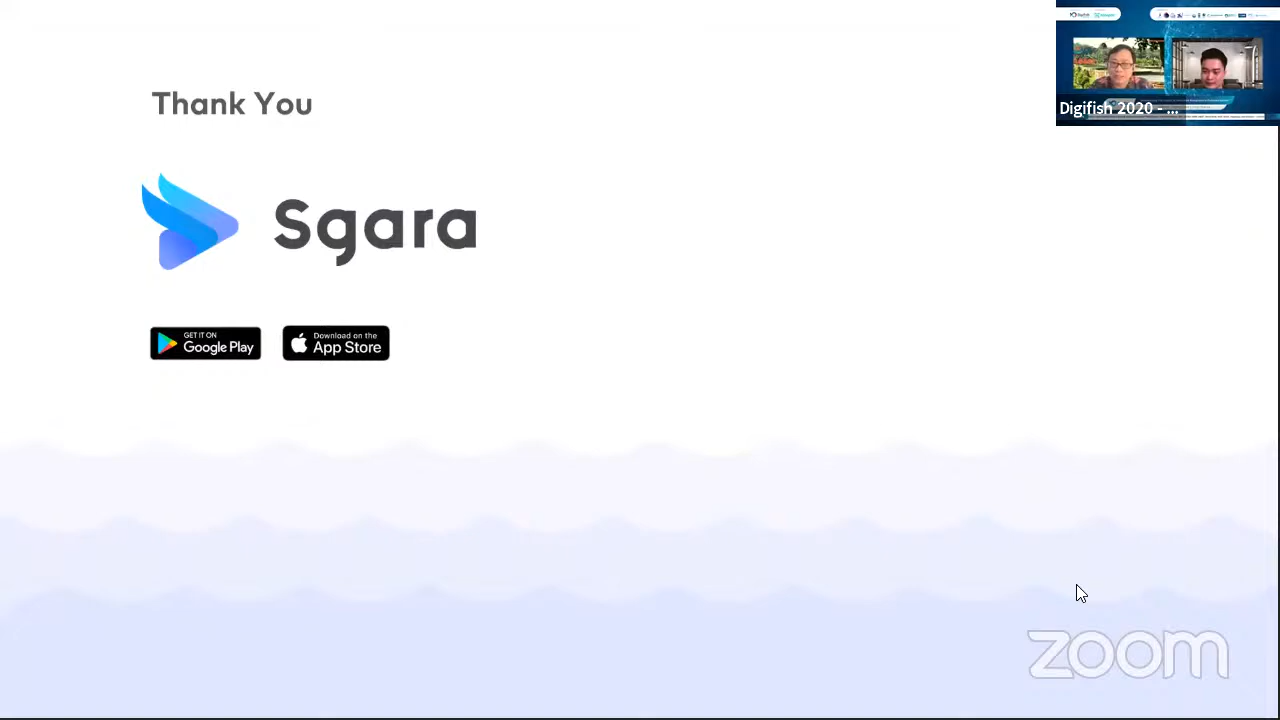 Thank You
Sgara
GET IT ON
Google Play
Download on the
App Store
Digifish 2020 - ...
zoom